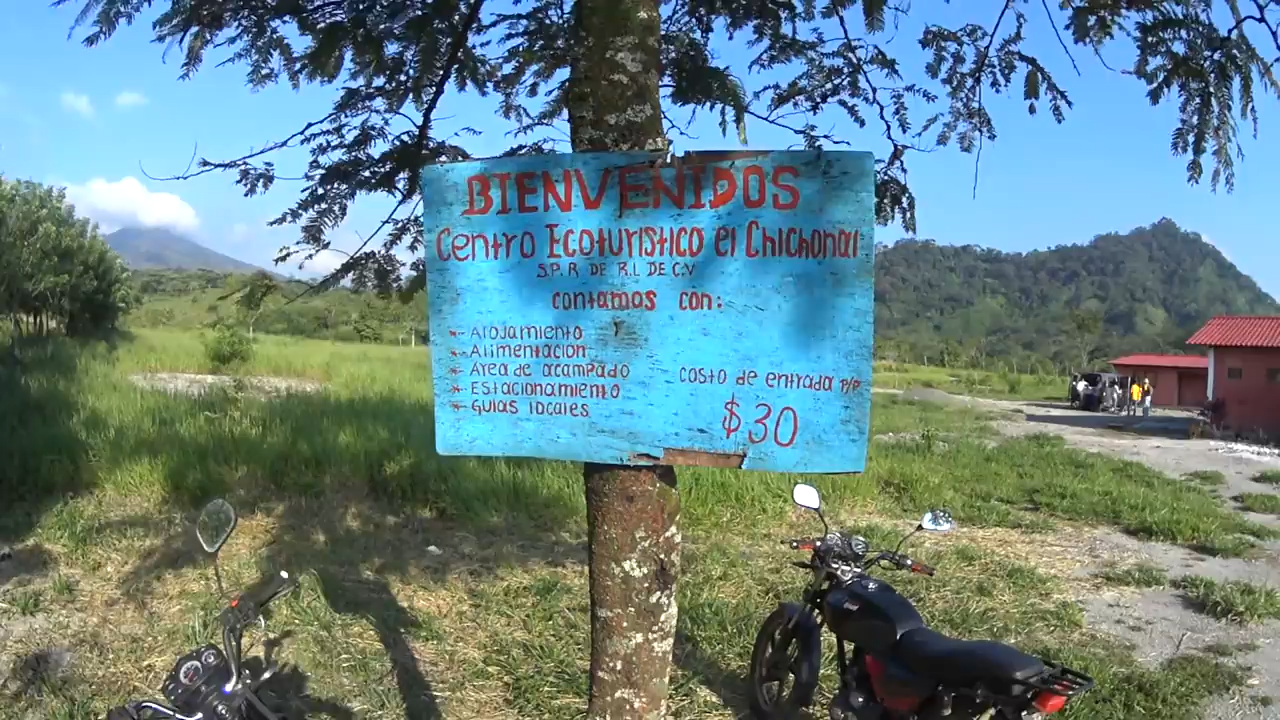 BIENVENIDOS
Centro Ecoturistico el Chichonal
S.P.R DE R.L DE C.V
contamos con:
* Alojamiento
* Alimentacion
* Area de acampado
* Estacionamiento
* Guias locales
costo de entrada P/P
$30